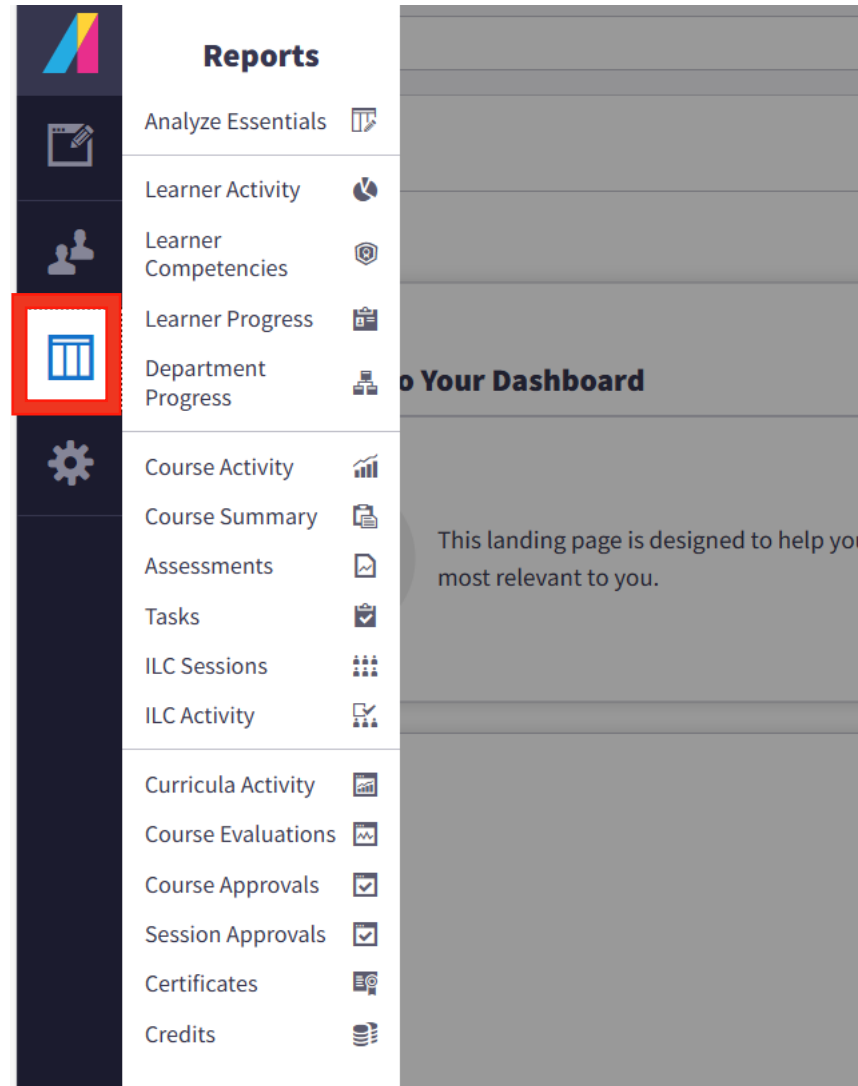 Reports
Analyze Essentials
Learner Activity
Learner
Competencies
Learner Progress
Department
Progress
Course Activity
Course Summary
Assessments
Tasks
ILC Sessions
ILC Activity
Curricula Activity
Course Evaluations
Course Approvals
Session Approvals
Certificates
Credits
o Your Dashboard
This landing page is designed to help you
most relevant to you.